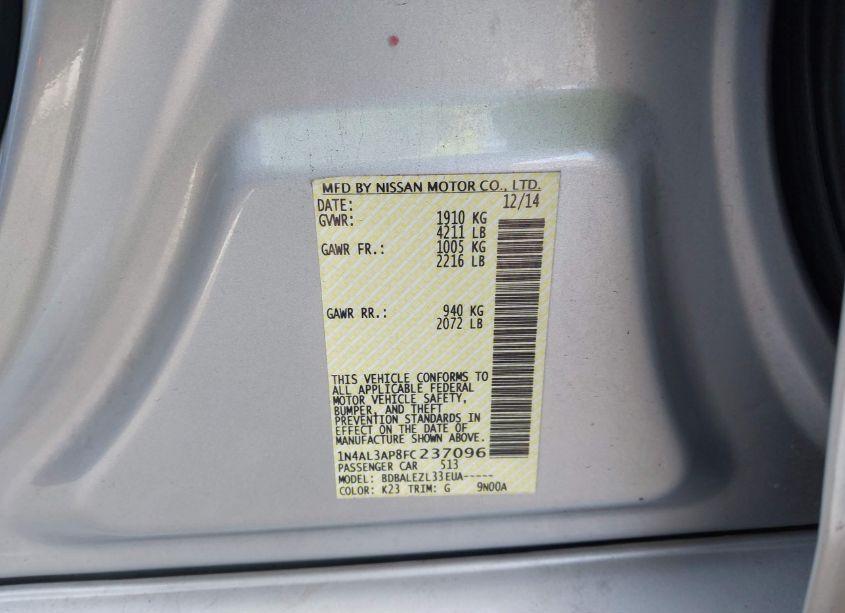 MFD BY NISSAN MOTOR CO., LTD.
DATE: 12/14
GVWR: 1910 KG
4211 LB
GAWR FR.: 1005 KG
2216 LB
GAWR RR.: 940 KG
2072 LB
THIS VEHICLE CONFORMS TO
ALL APPLICABLE FEDERAL
MOTOR VEHICLE SAFETY,
BUMPER, AND THEFT
PREVENTION STANDARDS IN
EFFECT ON THE DATE OF
MANUFACTURE SHOWN ABOVE.
1N4AL3AP8FC237096
PASSENGER CAR 513
MODEL: BDBALEZL33EUA-----
COLOR: K23 TRIM: G 9N00A